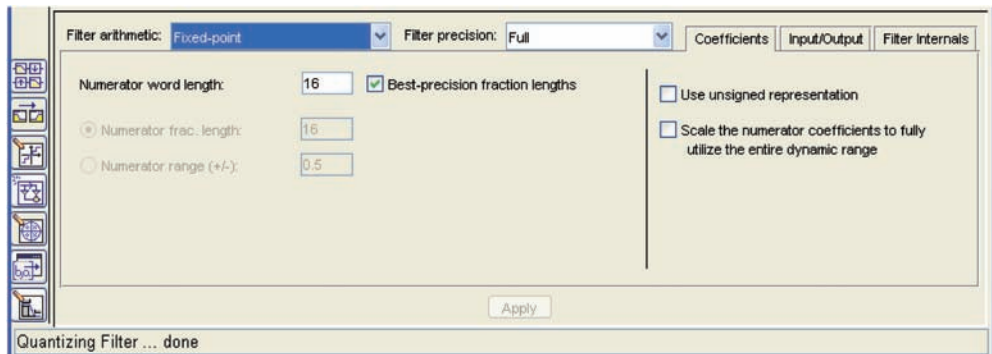 Filter arithmetic: Fixed-point Filter precision: Full Coefficients Input/Output Filter Internals
Numerator word length: 16 Best-precision fraction lengths
Use unsigned representation
Numerator frac. length: 16
Scale the numerator coefficients to fully
utilize the entire dynamic range
Numerator range (+/-): 0.5
Apply
Quantizing Filter ... done